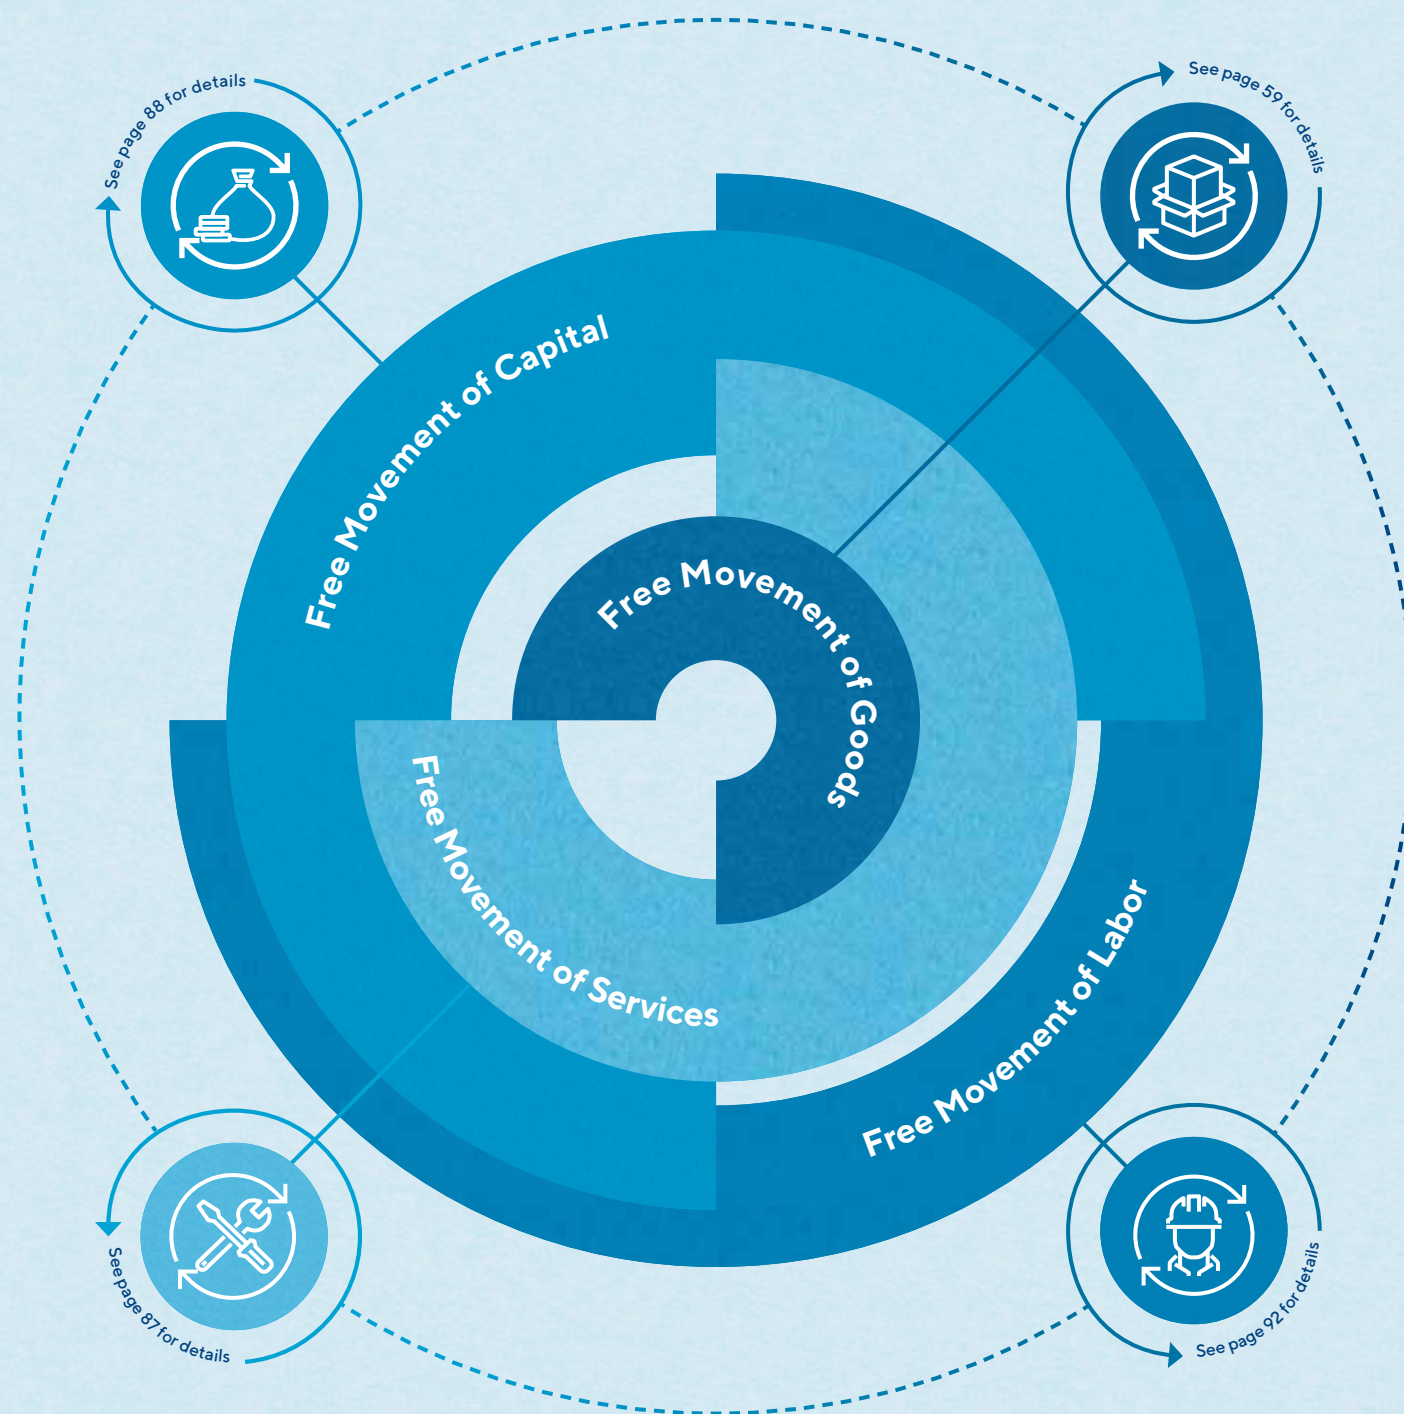 See page 88 for details
See page 59 for details
Free Movement of Capital
Free Movement of Goods
Free Movement of Services
Free Movement of Labor
See page 87 for details
See page 92 for details